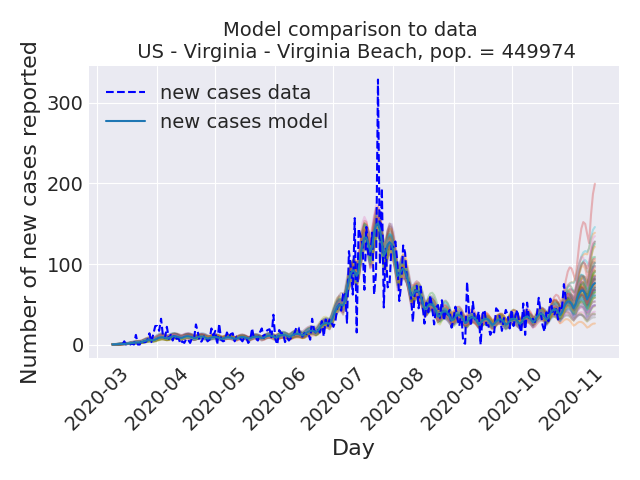 Model comparison to data
US - Virginia - Virginia Beach, pop. = 449974
Number of new cases reported
new cases data
new cases model
300
200
100
0
2020-03
2020-04
2020-05
2020-06
2020-07
2020-08
2020-09
2020-10
2020-11
Day